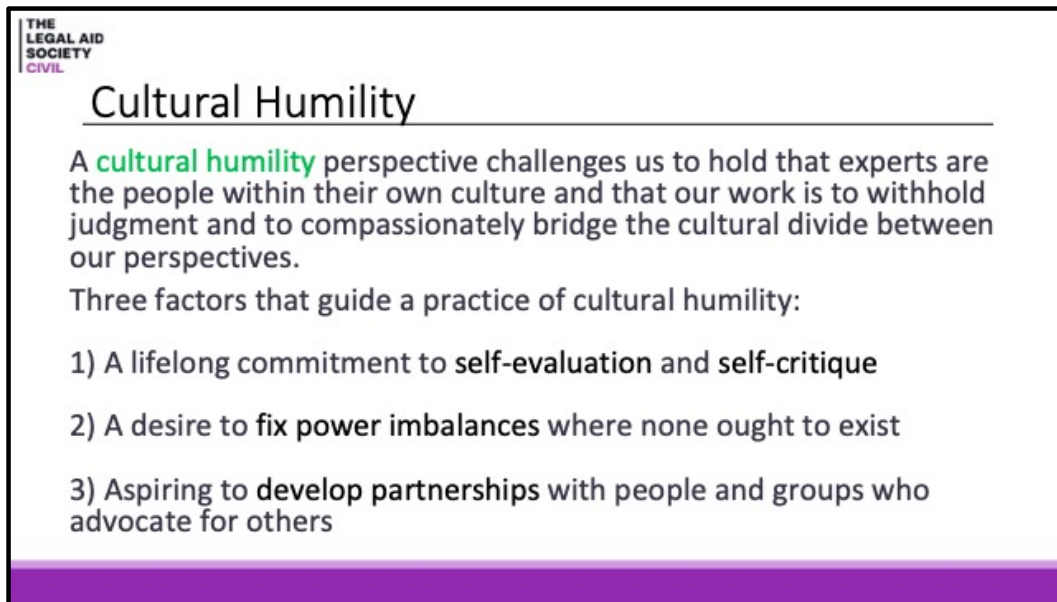 THE
LEGAL AID
SOCIETY
CIVIL
Cultural Humility
A cultural humility perspective challenges us to hold that experts are
the people within their own culture and that our work is to withhold
judgment and to compassionately bridge the cultural divide between
our perspectives.
Three factors that guide a practice of cultural humility:
1) A lifelong commitment to self-evaluation and self-critique
2) A desire to fix power imbalances where none ought to exist
3) Aspiring to develop partnerships with people and groups who
advocate for others